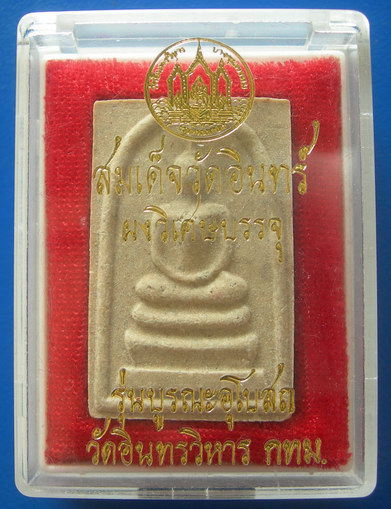 สมเด็จวัดอินทร์
ผงวิเศษบรรจุ
รุ่นบูรณะอุโบสถ
วัดอินทรวิหาร กทม.